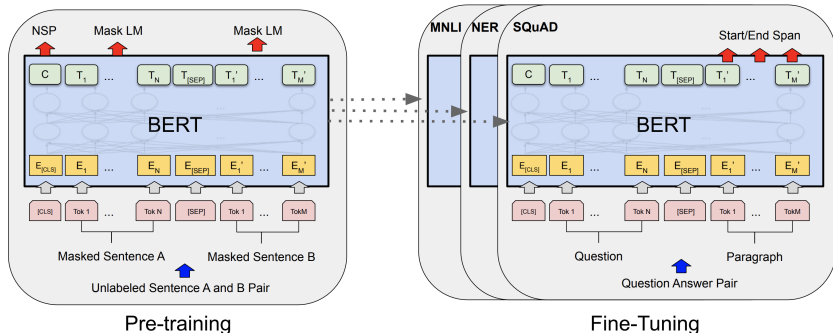 NSP Mask LM Mask LM
C T1 ... TN T[SEP] T1' ... TM'
BERT
E[CLS] E1 ... EN E[SEP] E1' ... EM'
[CLS] Tok 1 ... Tok N [SEP] Tok 1 ... TokM
Masked Sentence A Masked Sentence B
Unlabeled Sentence A and B Pair
Pre-training
MNLI NER SQuAD
Start/End Span
C T1 ... TN T[SEP] T1' ... TM'
BERT
E[CLS] E1 ... EN E[SEP] E1' ... EM'
[CLS] Tok 1 ... Tok N [SEP] Tok 1 ... TokM
Question Paragraph
Question Answer Pair
Fine-Tuning